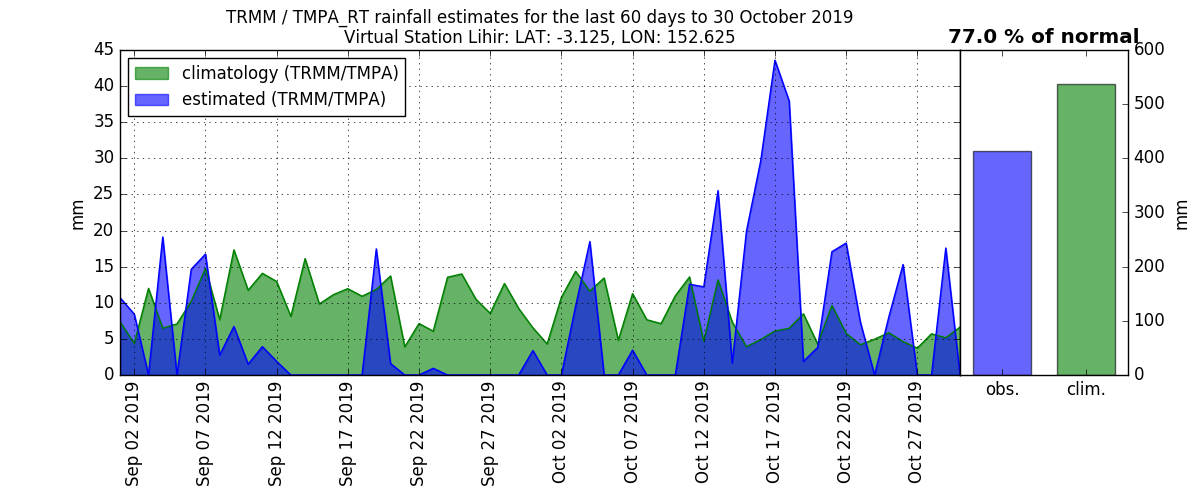 TRMM / TMPA_RT rainfall estimates for the last 60 days to 30 October 2019
Virtual Station Lihir: LAT: -3.125, LON: 152.625
77.0 % of normal
climatology (TRMM/TMPA)
estimated (TRMM/TMPA)
45
40
35
30
25
20
15
10
5
0
mm
Sep 02 2019
Sep 07 2019
Sep 12 2019
Sep 17 2019
Sep 22 2019
Sep 27 2019
Oct 02 2019
Oct 07 2019
Oct 12 2019
Oct 17 2019
Oct 22 2019
Oct 27 2019
600
500
400
300
200
100
0
mm
obs.
clim.